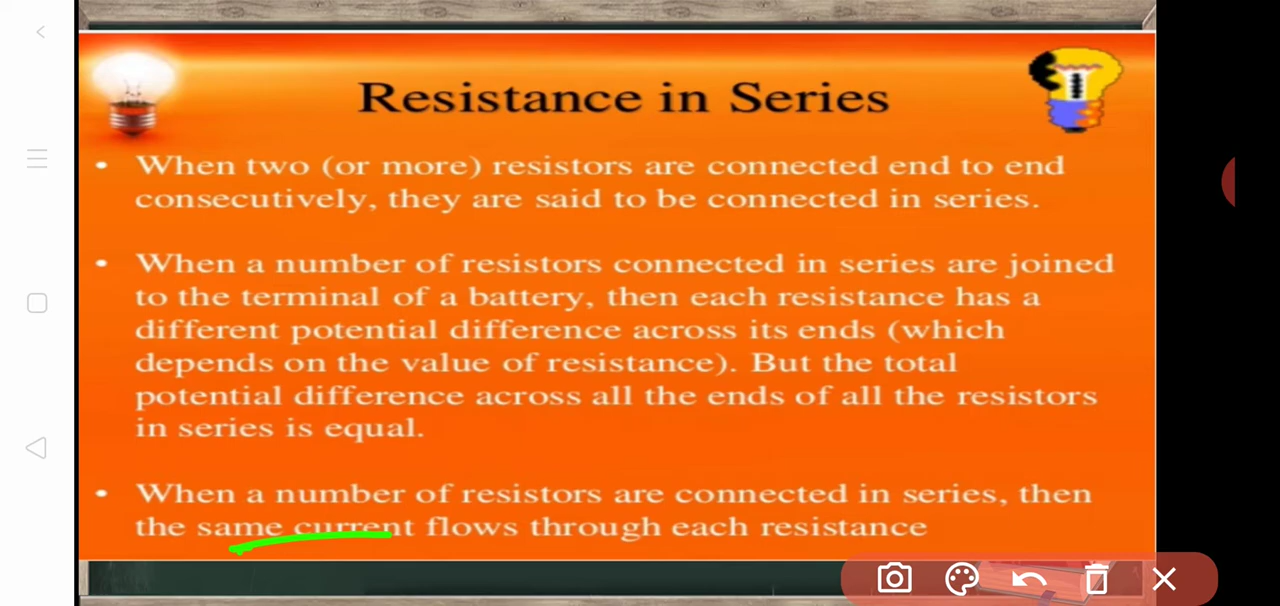 Resistance in Series
• When two (or more) resistors are connected end to end
consecutively, they are said to be connected in series.
• When a number of resistors connected in series are joined
to the terminal of a battery, then each resistance has a
different potential difference across its ends (which
depends on the value of resistance). But the total
potential difference across all the ends of all the resistors
in series is equal.
• When a number of resistors are connected in series, then
the same current flows through each resistance